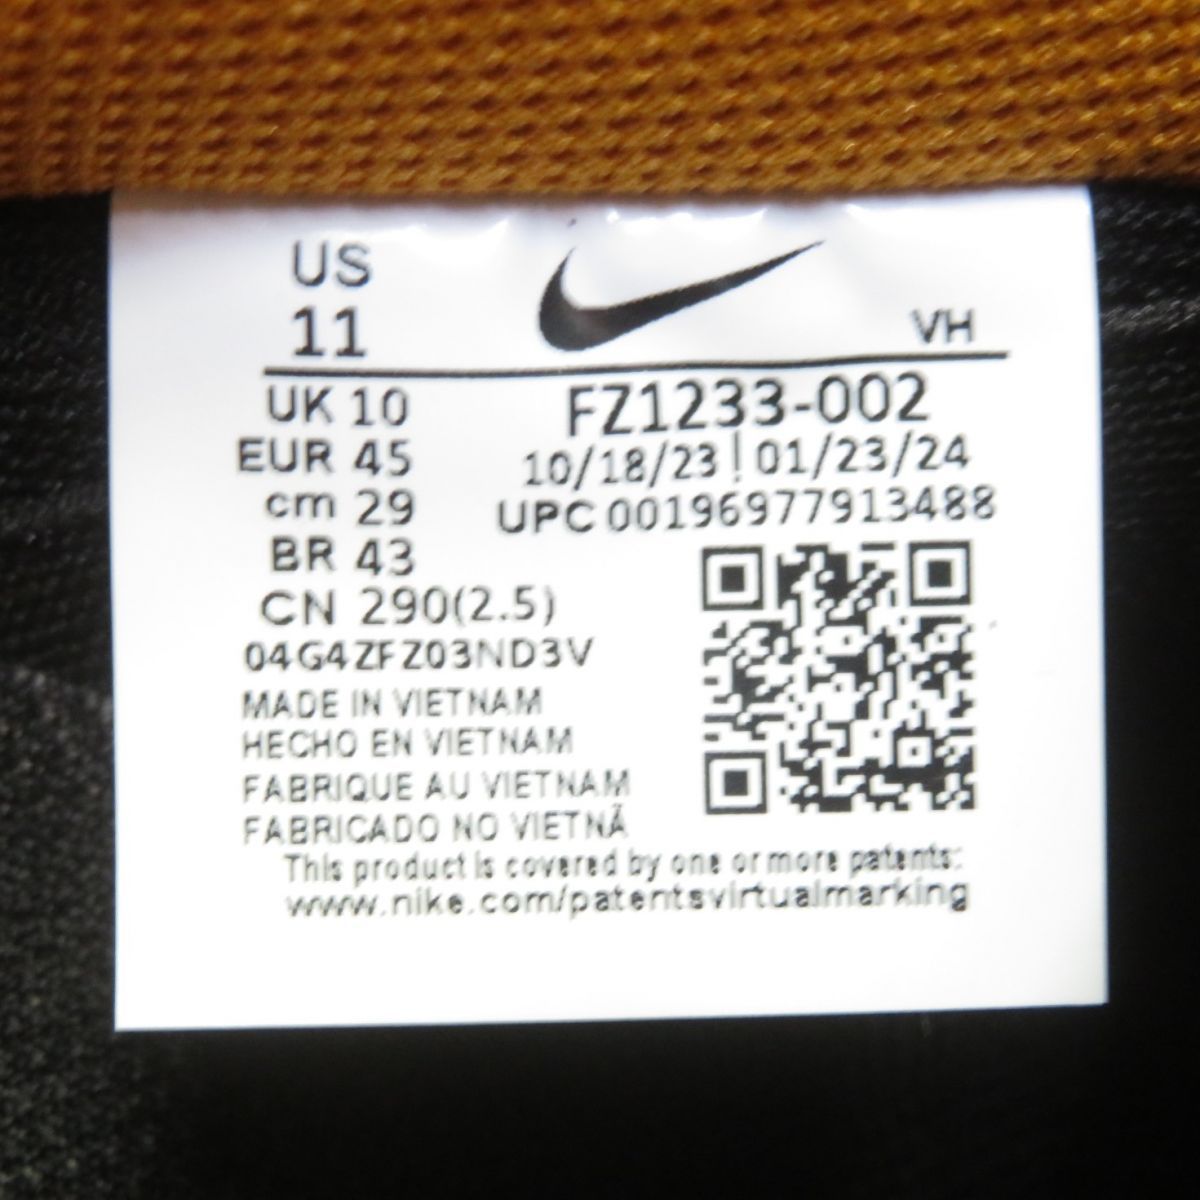 US
11
VH
UK 10
FZ1233-002
EUR 45
10/18/23 | 01/23/24
cm 29
UPC 00196977913488
BR 43
CN 290(2.5)
04G4ZFZ03ND3V
MADE IN VIETNAM
HECHO EN VIETNAM
FABRIQUE AU VIETNAM
FABRICADO NO VIETNÃ
This product is covered by one or more patents:
www.nike.com/patentsvirtualmarking